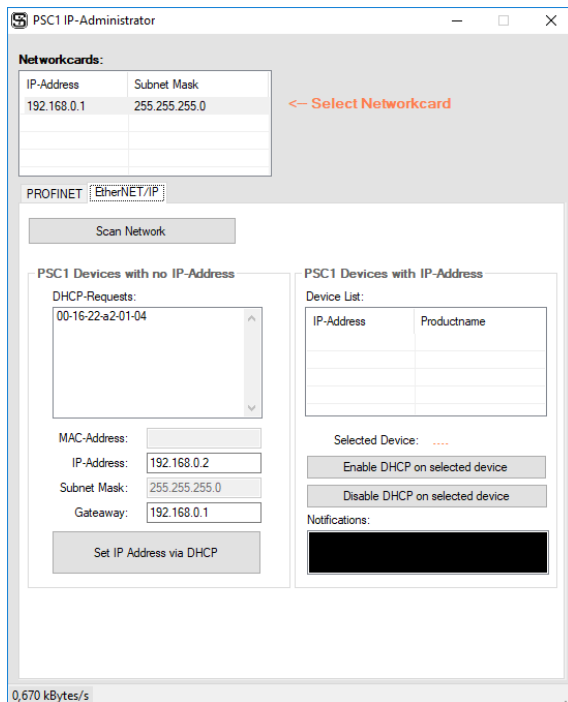 PSC1 IP-Administrator
Networkcards:
IP-Address Subnet Mask
192.168.0.1 255.255.255.0
<-- Select Networkcard
PROFINET EtherNET/IP
Scan Network
PSC1 Devices with no IP-Address
DHCP-Requests:
00-16-22-a2-01-04
MAC-Address:
IP-Address: 192.168.0.2
Subnet Mask: 255.255.255.0
Gateaway: 192.168.0.1
Set IP Address via DHCP
PSC1 Devices with IP-Address
Device List:
IP-Address Productname
Selected Device: ....
Enable DHCP on selected device
Disable DHCP on selected device
Notifications:
0,670 kBytes/s